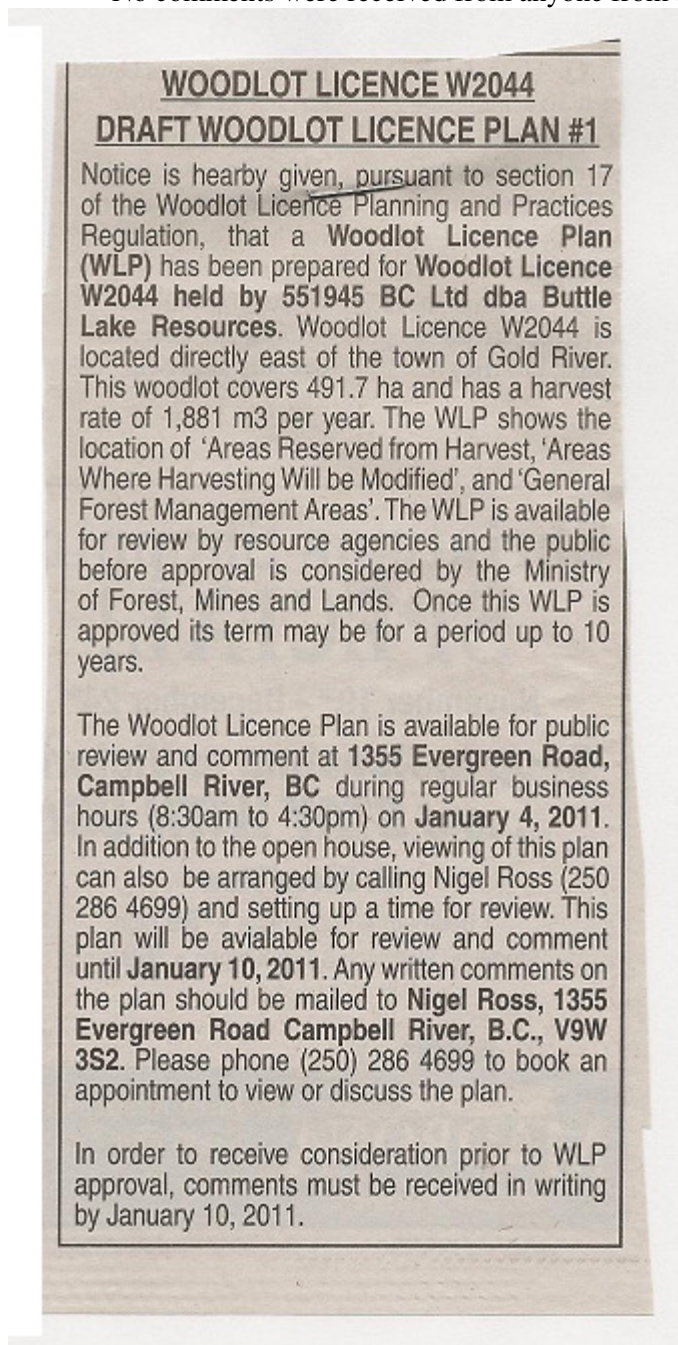 No comments were received from anyone from
WOODLOT LICENCE W2044
DRAFT WOODLOT LICENCE PLAN #1
Notice is hearby given, pursuant to section 17
of the Woodlot Licence Planning and Practices
Regulation, that a Woodlot Licence Plan
(WLP) has been prepared for Woodlot Licence
W2044 held by 551945 BC Ltd dba Buttle
Lake Resources. Woodlot Licence W2044 is
located directly east of the town of Gold River.
This woodlot covers 491.7 ha and has a harvest
rate of 1,881 m3 per year. The WLP shows the
location of 'Areas Reserved from Harvest, 'Areas
Where Harvesting Will be Modified', and 'General
Forest Management Areas'. The WLP is available
for review by resource agencies and the public
before approval is considered by the Ministry
of Forest, Mines and Lands. Once this WLP is
approved its term may be for a period up to 10
years.
The Woodlot Licence Plan is available for public
review and comment at 1355 Evergreen Road,
Campbell River, BC during regular business
hours (8:30am to 4:30pm) on January 4, 2011.
In addition to the open house, viewing of this plan
can also be arranged by calling Nigel Ross (250
286 4699) and setting up a time for review. This
plan will be avialable for review and comment
until January 10, 2011. Any written comments on
the plan should be mailed to Nigel Ross, 1355
Evergreen Road Campbell River, B.C., V9W
3S2. Please phone (250) 286 4699 to book an
appointment to view or discuss the plan.
In order to receive consideration prior to WLP
approval, comments must be received in writing
by January 10, 2011.